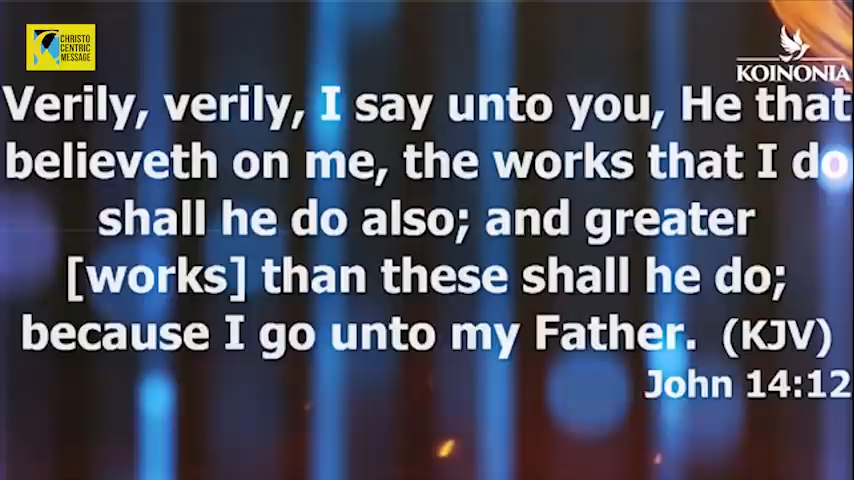 CHRISTO
CENTRIC
MESSAGE
KOINONIA
Verily, verily, I say unto you, He that
believeth on me, the works that I do
shall he do also; and greater
[works] than these shall he do;
because I go unto my Father. (KJV)
John 14:12